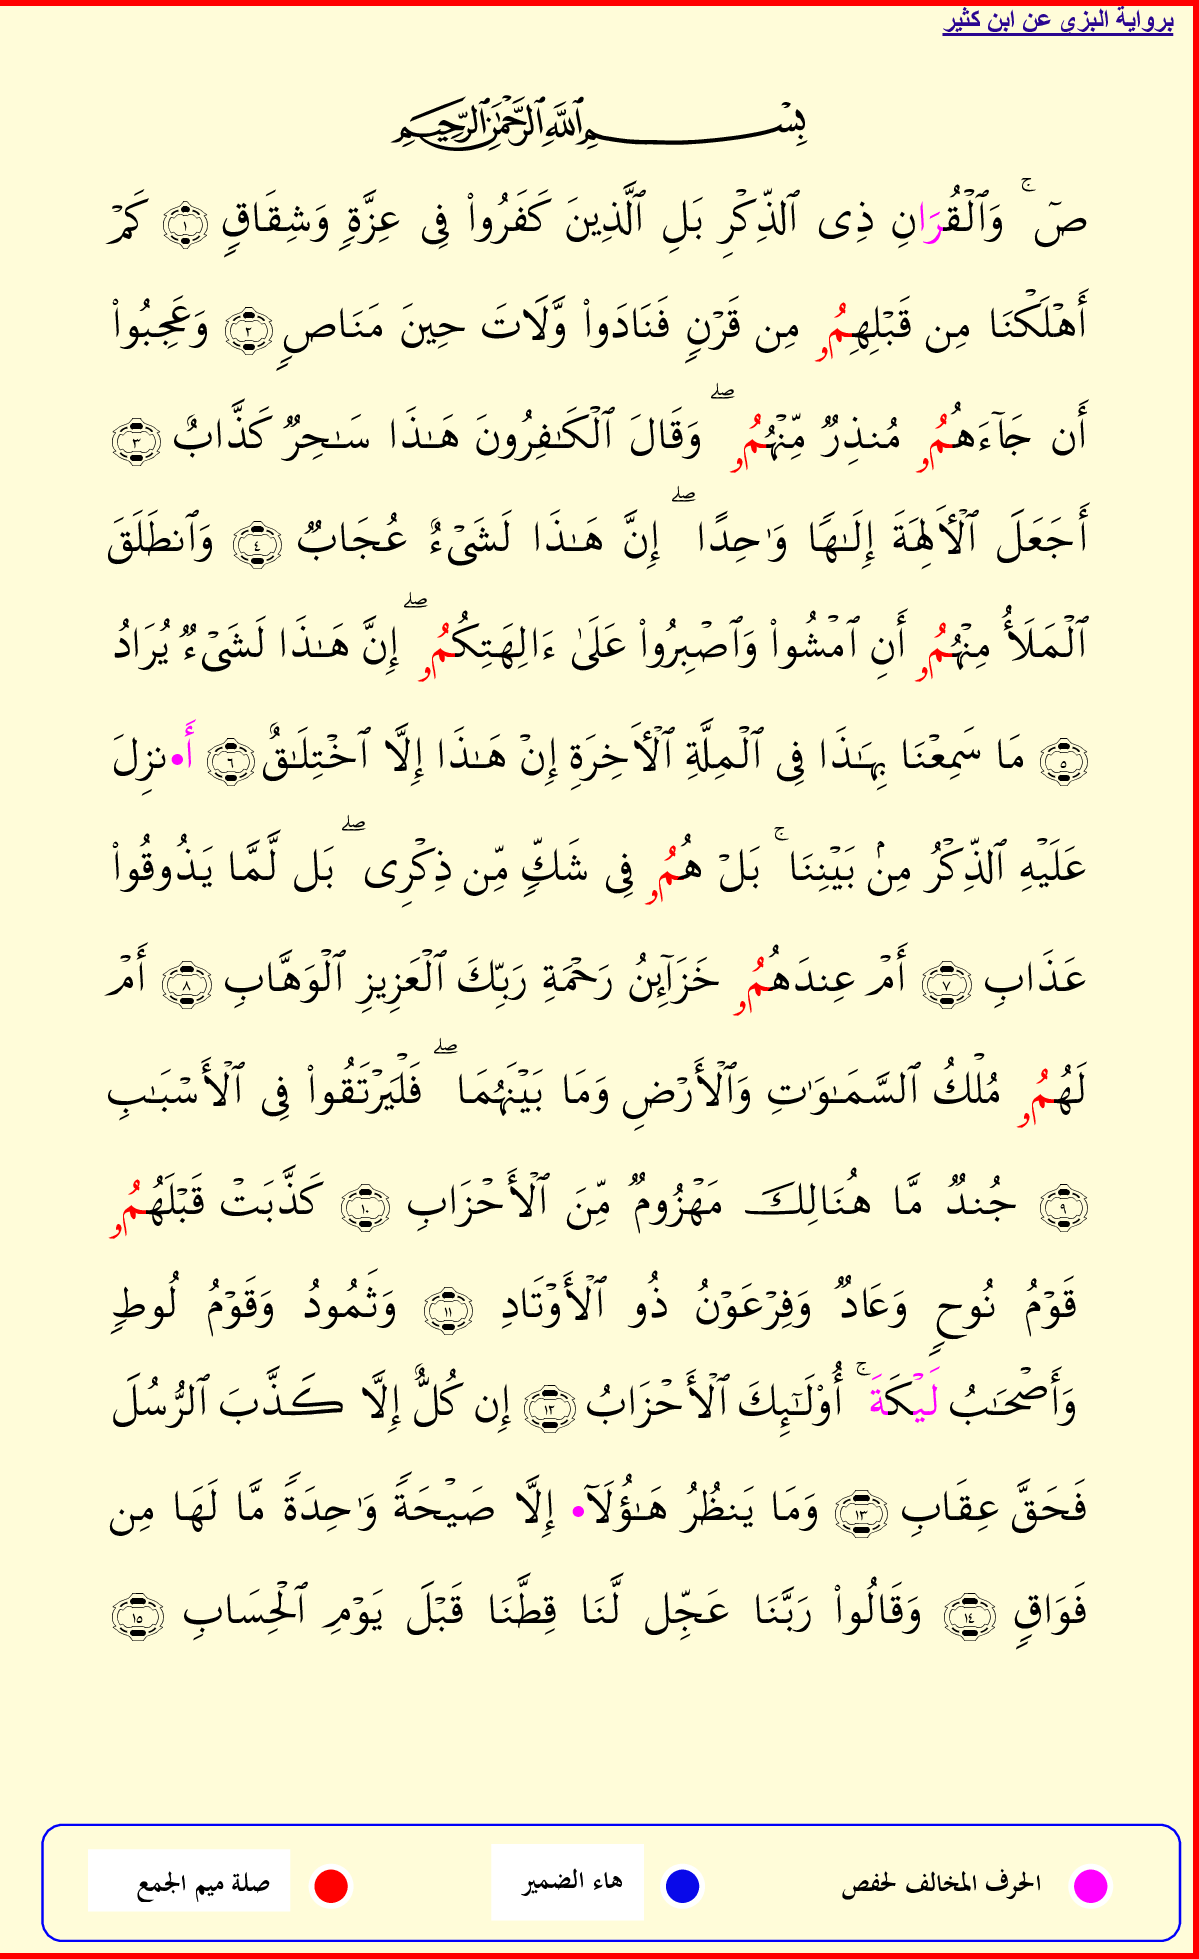 برواية البزي عن ابن كثير
بِسْمِ ٱللَّهِ ٱلرَّحْمَٰنِ ٱلرَّحِيمِ
صٓ ۚ وَٱلْقُرَانِ ذِى ٱلذِّكْرِ بَلِ ٱلَّذِينَ كَفَرُوا۟ فِى عِزَّةٍ وَشِقَاقٍ ١ كَمْ
أَهْلَكْنَا مِن قَبْلِهِمُۥ مِن قَرْنٍ فَنَادَوا۟ وَّلَاتَ حِينَ مَنَاصٍ ٢ وَعَجِبُوا۟
أَن جَآءَهُمُۥ مُنذِرٌ مِّنْهُمُۥ ۖ وَقَالَ ٱلْكَـٰفِرُونَ هَـٰذَا سَـٰحِرٌ كَذَّابٌ ٣
أَجَعَلَ ٱلْأَلِهَةَ إِلَـٰهًا وَٰحِدًا ۖ إِنَّ هَـٰذَا لَشَىْءٌ عُجَابٌ ٤ وَٱنطَلَقَ
ٱلْمَلَأُ مِنْهُمُۥ أَنِ ٱمْشُوا۟ وَٱصْبِرُوا۟ عَلَىٰ ءَالِهَتِكُمُۥ ۖ إِنَّ هَـٰذَا لَشَىْءٌ يُرَادُ
٥ مَا سَمِعْنَا بِهَـٰذَا فِى ٱلْمِلَّةِ ٱلْأَخِرَةِ إِنْ هَـٰذَا إِلَّا ٱخْتِلَـٰقٌ ٦ أَ•نزِلَ
عَلَيْهِ ٱلذِّكْرُ مِنۢ بَيْنِنَا ۚ بَلْ هُمُۥ فِى شَكٍّ مِّن ذِكْرِى ۖ بَل لَّمَّا يَذُوقُوا۟
عَذَابِ ٧ أَمْ عِندَهُمُۥ خَزَآئِنُ رَحْمَةِ رَبِّكَ ٱلْعَزِيزِ ٱلْوَهَّابِ ٨ أَمْ
لَهُمُۥ مُلْكُ ٱلسَّمَـٰوَٰتِ وَٱلْأَرْضِ وَمَا بَيْنَهُمَا ۖ فَلْيَرْتَقُوا۟ فِى ٱلْأَسْبَـٰبِ
٩ جُندٌ مَّا هُنَالِكَ مَهْزُومٌ مِّنَ ٱلْأَحْزَابِ ١٠ كَذَّبَتْ قَبْلَهُمُۥ
قَوْمُ نُوحٍ وَعَادٌ وَفِرْعَوْنُ ذُو ٱلْأَوْتَادِ ١١ وَثَمُودُ وَقَوْمُ لُوطٍ
وَأَصْحَـٰبُ لَيْكَةَ ۚ أُو۟لَـٰٓئِكَ ٱلْأَحْزَابُ ١٢ إِن كُلٌّ إِلَّا كَذَّبَ ٱلرُّسُلَ
فَحَقَّ عِقَابِ ١٣ وَمَا يَنظُرُ هَـٰؤُلَآ• إِلَّا صَيْحَةً وَٰحِدَةً مَّا لَهَا مِن
فَوَاقٍ ١٤ وَقَالُوا۟ رَبَّنَا عَجِّل لَّنَا قِطَّنَا قَبْلَ يَوْمِ ٱلْحِسَابِ ١٥
الحرف المخالف لحفص هاء الضمير صلة ميم الجمع